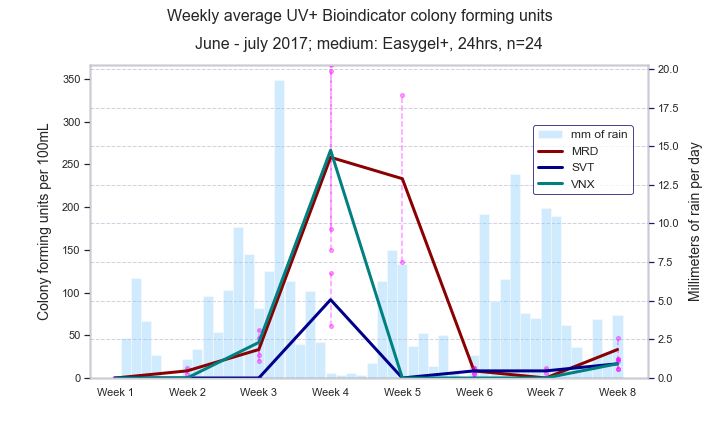 Weekly average UV+ Bioindicator colony forming units
June - july 2017; medium: Easygel+, 24hrs, n=24
Colony forming units per 100mL
350
300
250
200
150
100
50
0
20.0
17.5
15.0
12.5
10.0
7.5
5.0
2.5
0.0
Millimeters of rain per day
mm of rain
MRD
SVT
VNX
Week 1 Week 2 Week 3 Week 4 Week 5 Week 6 Week 7 Week 8